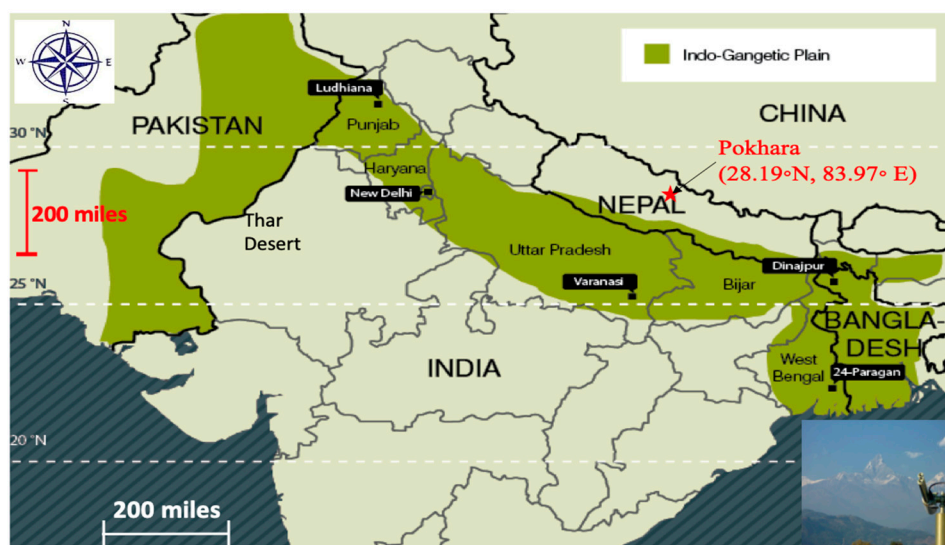 N
W
E
S
Indo-Gangetic Plain
Ludhiana
PAKISTAN
Punjab
CHINA
30 °N
Pokhara
(28.19◦N, 83.97◦ E)
Haryana
New Delhi
NEPAL
200 miles
Thar
Desert
Uttar Pradesh
Dinajpur
25 °N
Varanasi
Bijar
BANGLA-
DESH
INDIA
West
Bengal
24-Paragan
20 °N
200 miles